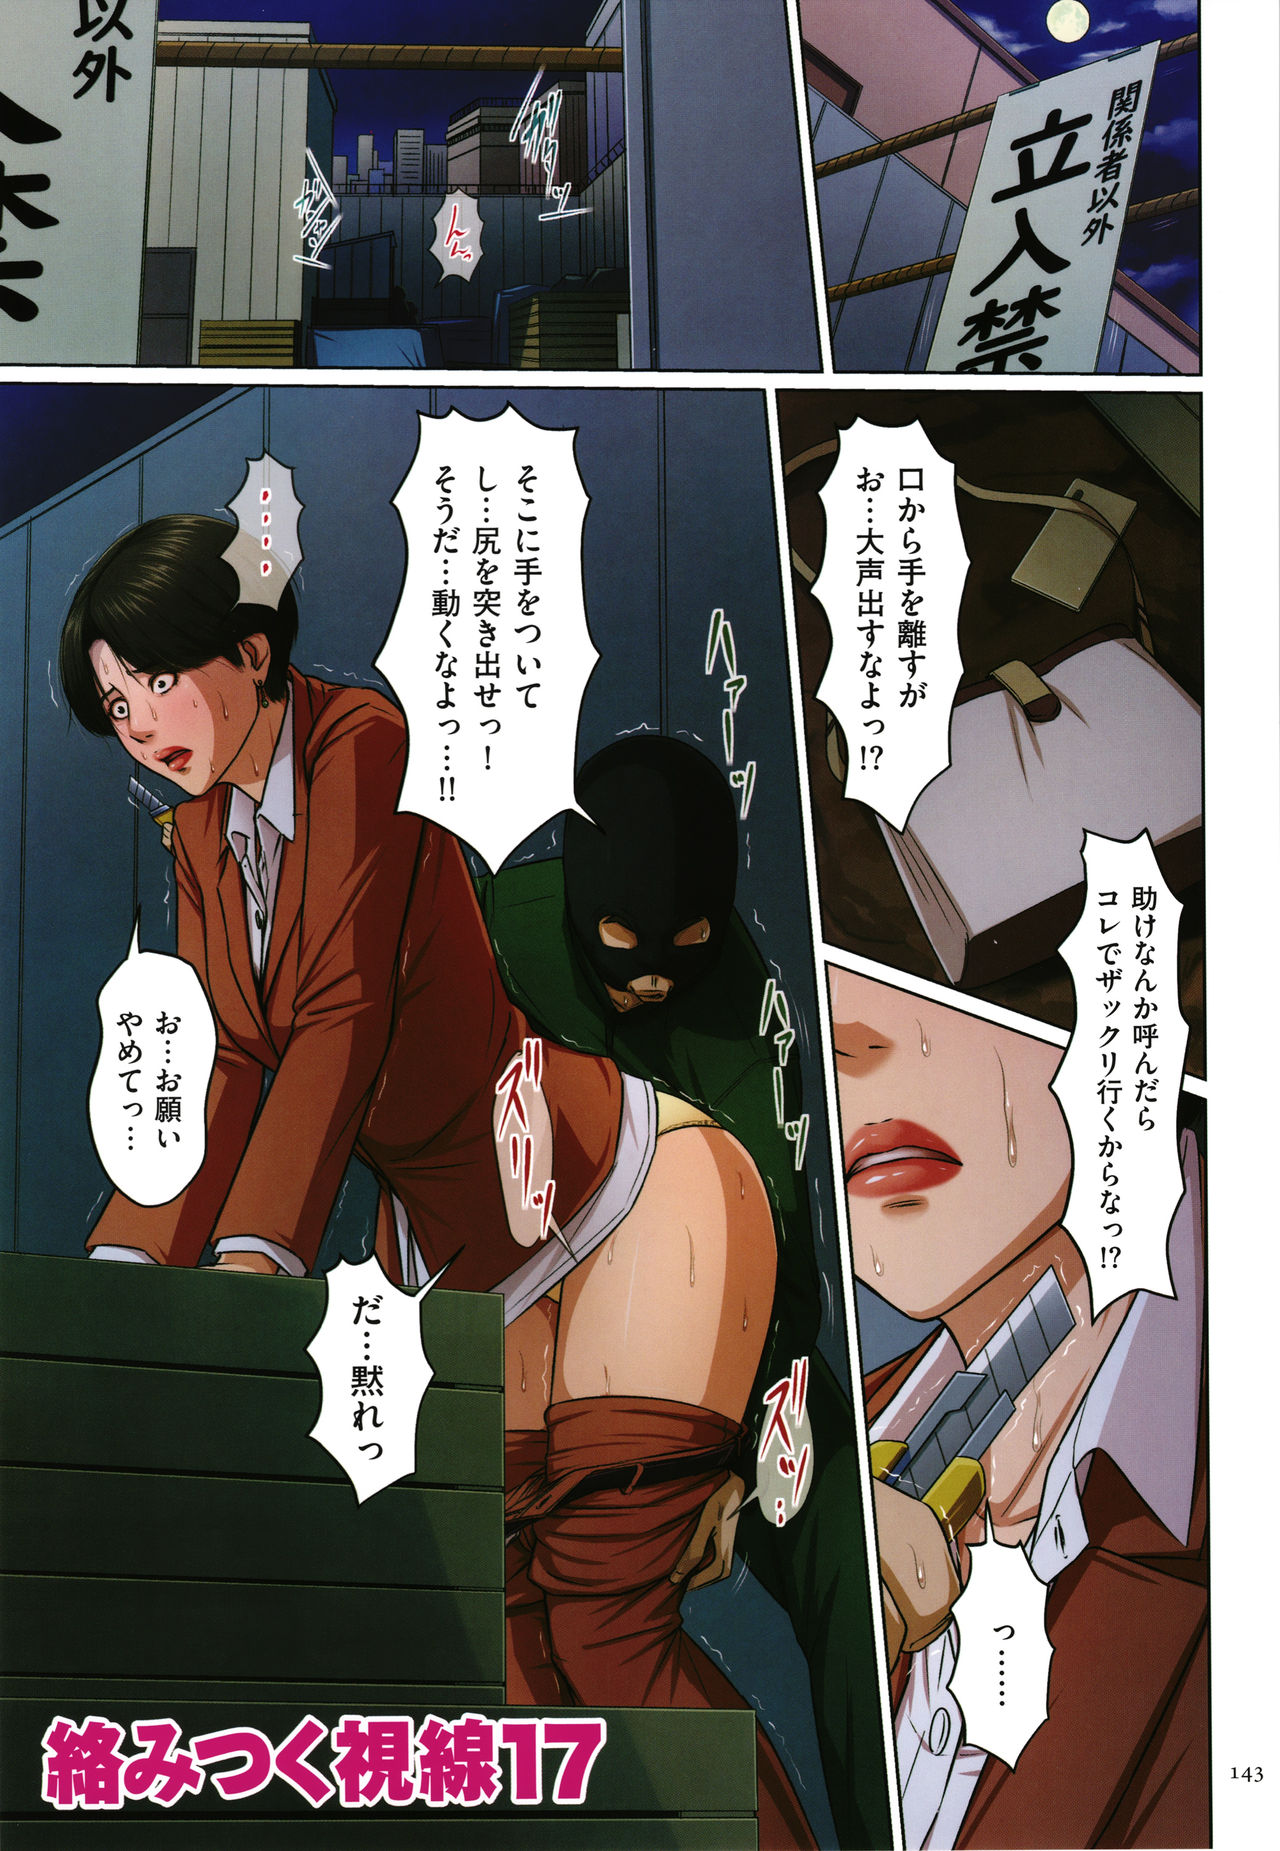 関係者以外
立入禁
以外
入禁
ガタッ
ガタッ
んんっ
口から手を離すが
お…大声出すなよっ!?
助けなんか呼んだら
コレでザックリ行くからなっ!?
っ……
そこに手をついて
し…尻を突き出せっ!
そうだ…動くなよっ…!!
……
ハァーッ
ハァーッ
お…お願い
やめてっ…
ズリッ
だ…黙れっ
ズッ…
絡みつく視線17
143